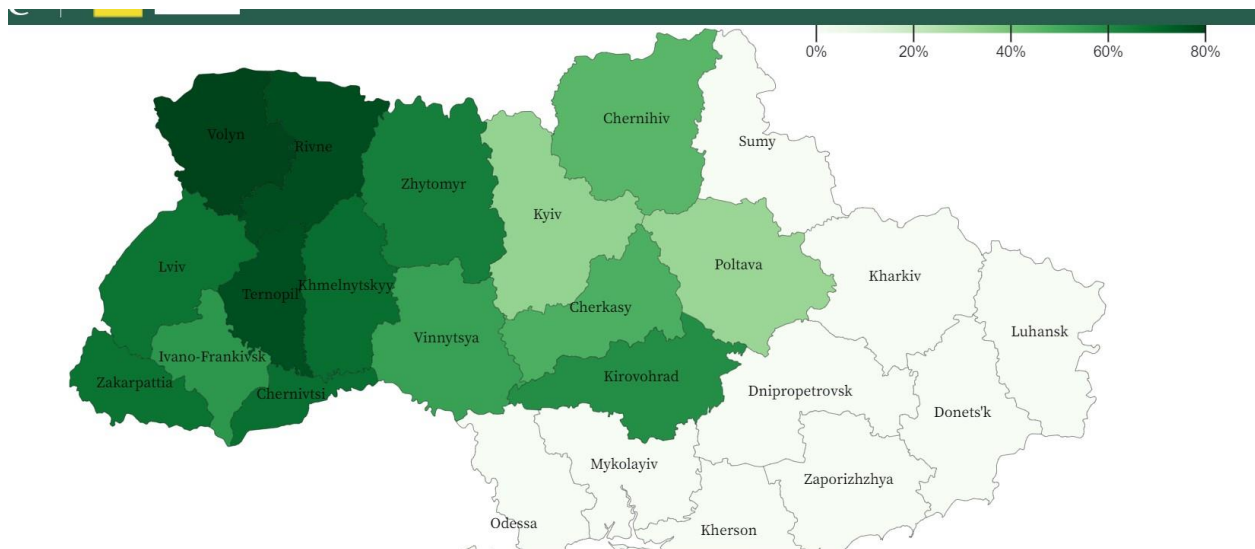 0%
20%
40%
60%
80%
Chernihiv
Volyn
Sumy
Rivne
Zhytomyr
Kyiv
Poltava
Lviv
Kharkiv
Khmelnytskyy
Ternopil
Cherkasy
Luhansk
Vinnytsya
Ivano-Frankivsk
Kirovohrad
Zakarpattia
Chernivtsi
Dnipropetrovsk
Donets'k
Mykolayiv
Zaporizhzhya
Odessa
Kherson